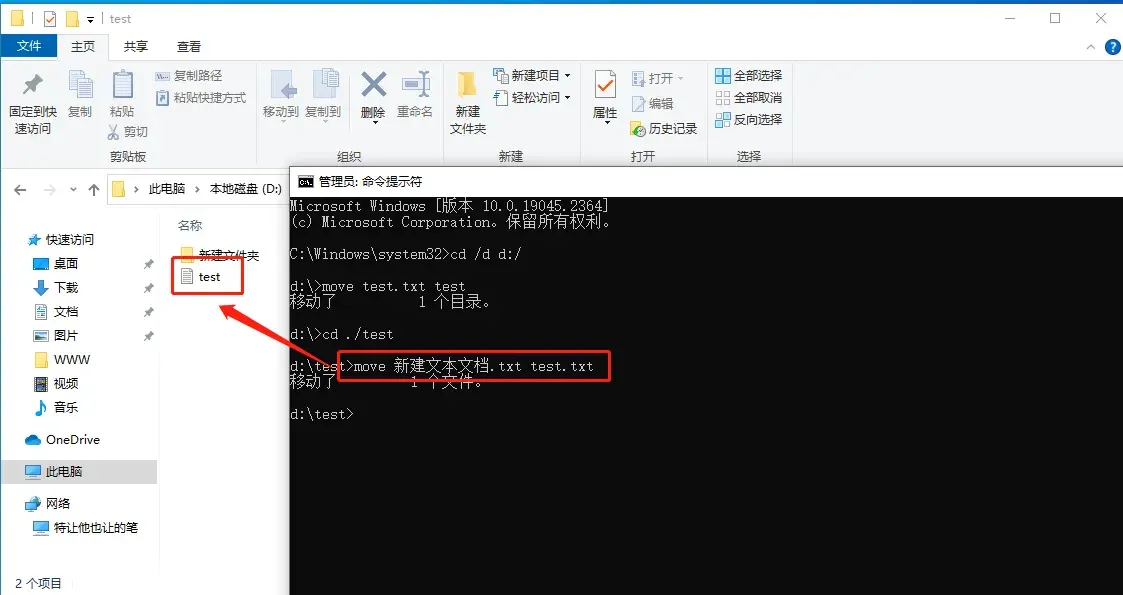 test
文件 主页 共享 查看
固定到快速访问
复制
粘贴
复制路径
粘贴快捷方式
剪切
剪贴板
移动到
复制到
删除
重命名
组织
新建文件夹
新建项目
轻松访问
新建
属性
打开
编辑
历史记录
打开
全部选择
全部取消
反向选择
选择
此电脑 本地磁盘 (D:)
名称
新建文件夹
test
快速访问
桌面
下载
文档
图片
WWW
视频
音乐
OneDrive
此电脑
网络
特让他也让的笔
2 个项目
管理员: 命令提示符
Microsoft Windows [版本 10.0.19045.2364]
(c) Microsoft Corporation。保留所有权利。
C:\Windows\system32>cd /d d:/
d:\>move test.txt test
移动了         1 个目录。
d:\>cd ./test
d:\test>move 新建文本文档.txt test.txt
移动了         1 个文件。
d:\test>